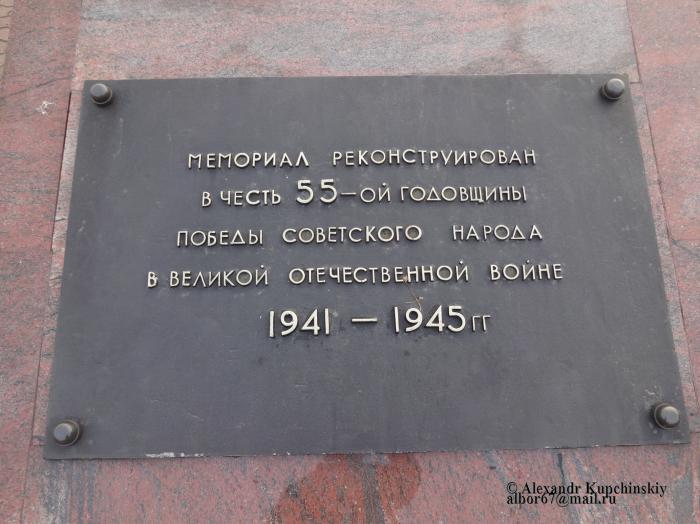 МЕМОРИАЛ РЕКОНСТРУИРОВАН
В ЧЕСТЬ 55-ОЙ ГОДОВЩИНЫ
ПОБЕДЫ СОВЕТСКОГО НАРОДА
В ВЕЛИКОЙ ОТЕЧЕСТВЕННОЙ ВОЙНЕ
1941 — 1945 ГГ
© Alexandr Kupchinskiy
albor67@mail.ru